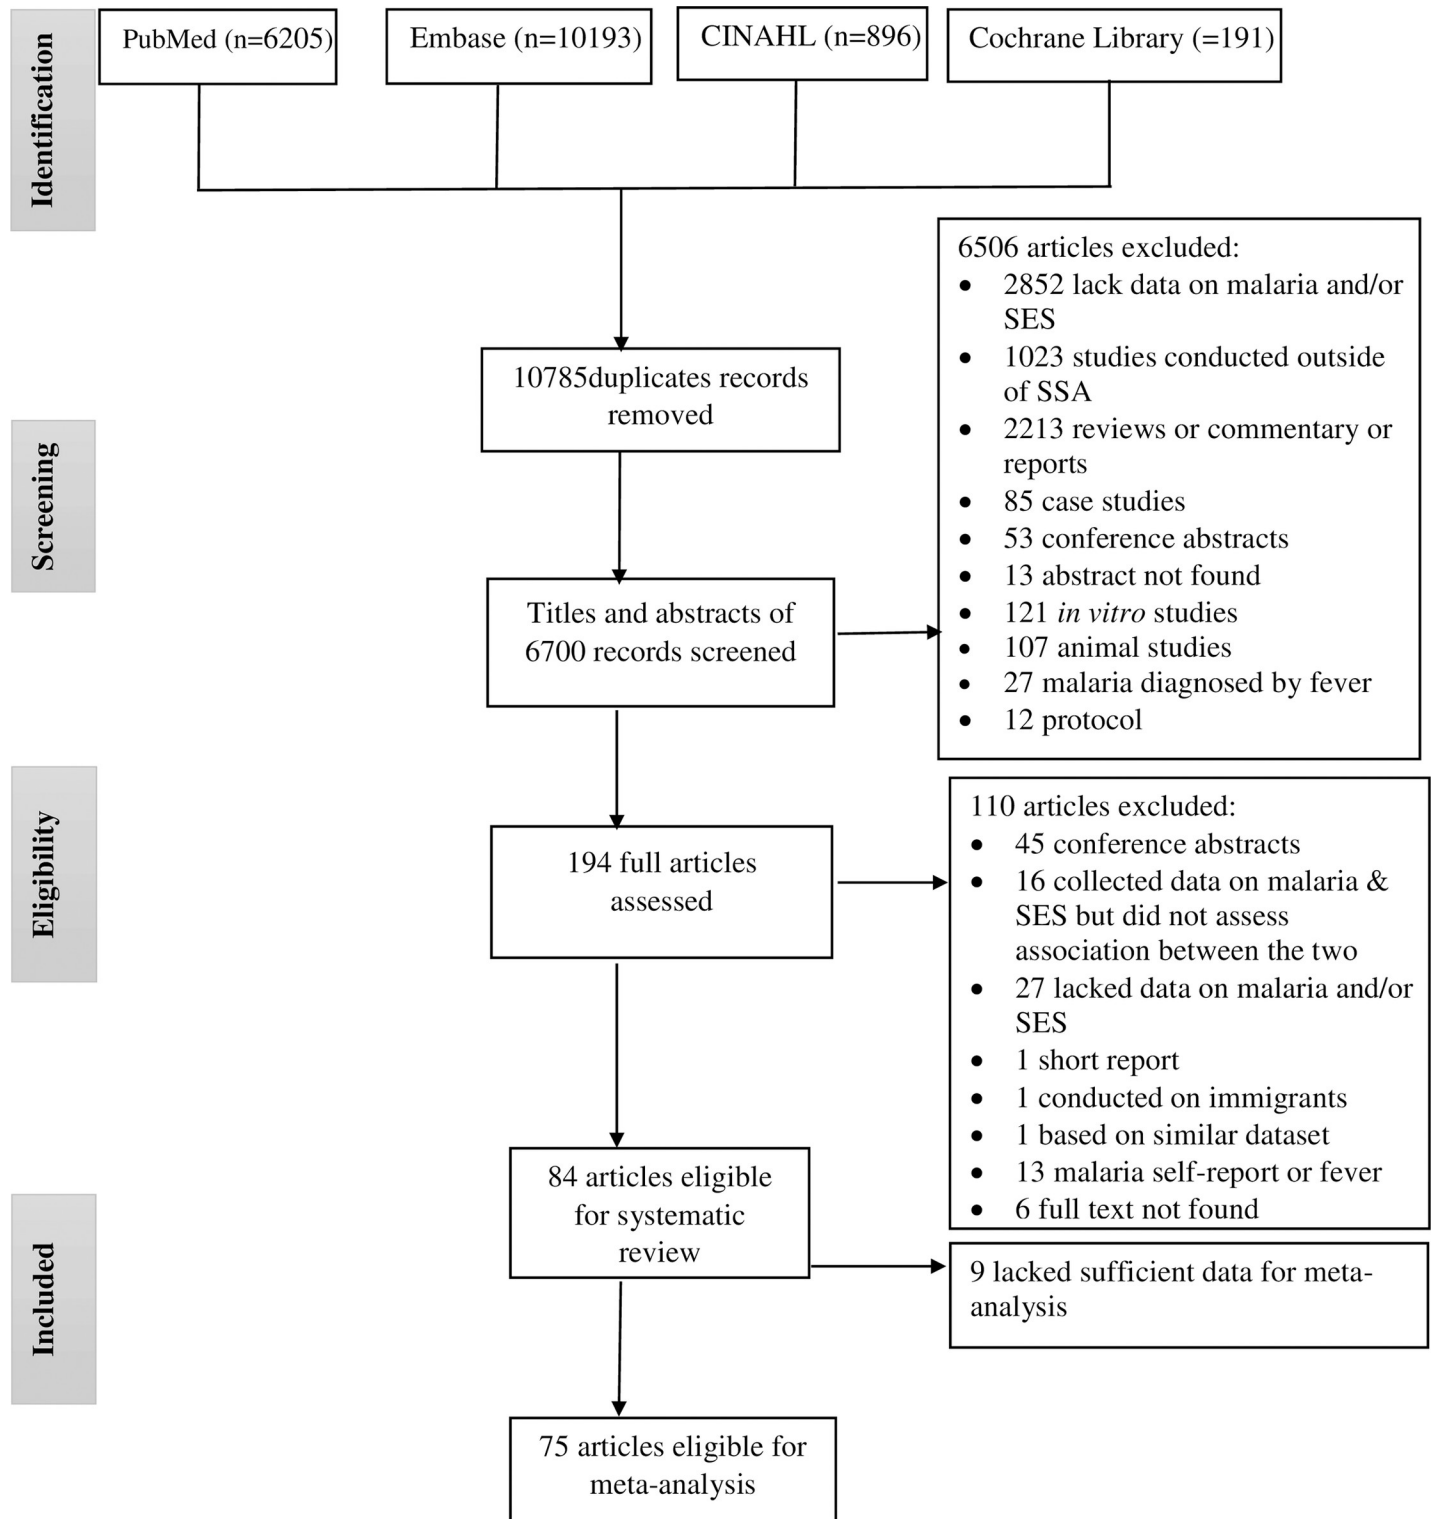 Identification
PubMed (n=6205)
Embase (n=10193)
CINAHL (n=896)
Cochrane Library (=191)
10785duplicates records
removed
Screening
Titles and abstracts of
6700 records screened
6506 articles excluded:
• 2852 lack data on malaria and/or
SES
• 1023 studies conducted outside
of SSA
• 2213 reviews or commentary or
reports
• 85 case studies
• 53 conference abstracts
• 13 abstract not found
• 121 in vitro studies
• 107 animal studies
• 27 malaria diagnosed by fever
• 12 protocol
Eligibility
194 full articles
assessed
110 articles excluded:
• 45 conference abstracts
• 16 collected data on malaria &
SES but did not assess
association between the two
• 27 lacked data on malaria and/or
SES
• 1 short report
• 1 conducted on immigrants
• 1 based on similar dataset
• 13 malaria self-report or fever
• 6 full text not found
Included
84 articles eligible
for systematic
review
9 lacked sufficient data for meta-
analysis
75 articles eligible for
meta-analysis